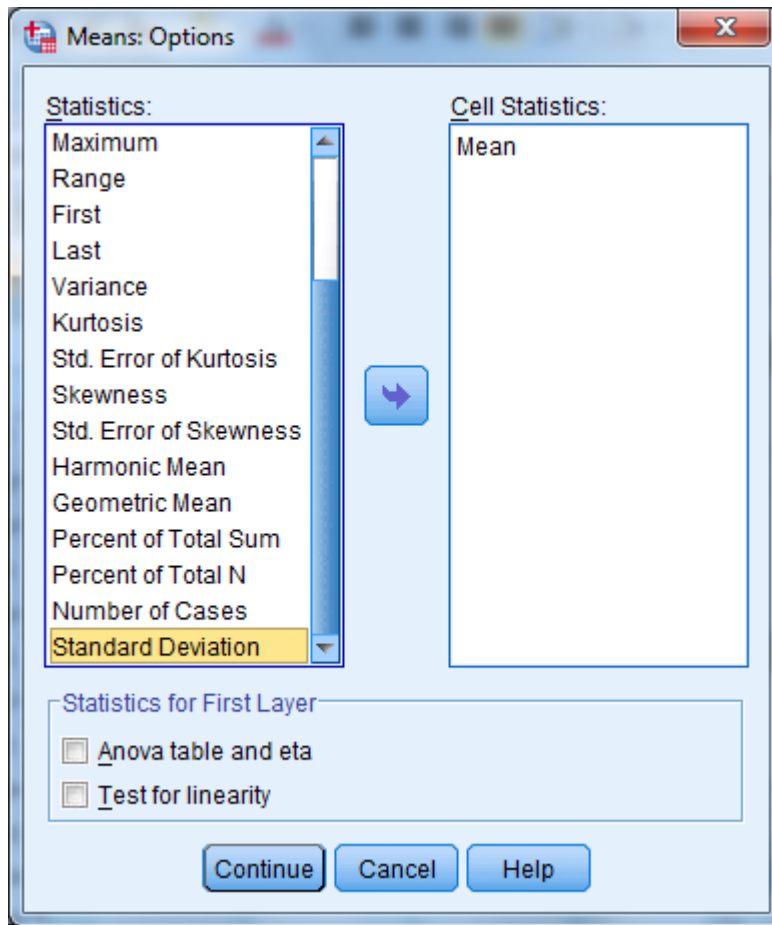 Means: Options
Statistics:
Maximum
Range
First
Last
Variance
Kurtosis
Std. Error of Kurtosis
Skewness
Std. Error of Skewness
Harmonic Mean
Geometric Mean
Percent of Total Sum
Percent of Total N
Number of Cases
Standard Deviation
Cell Statistics:
Mean
Statistics for First Layer
Anova table and eta
Test for linearity
Continue
Cancel
Help